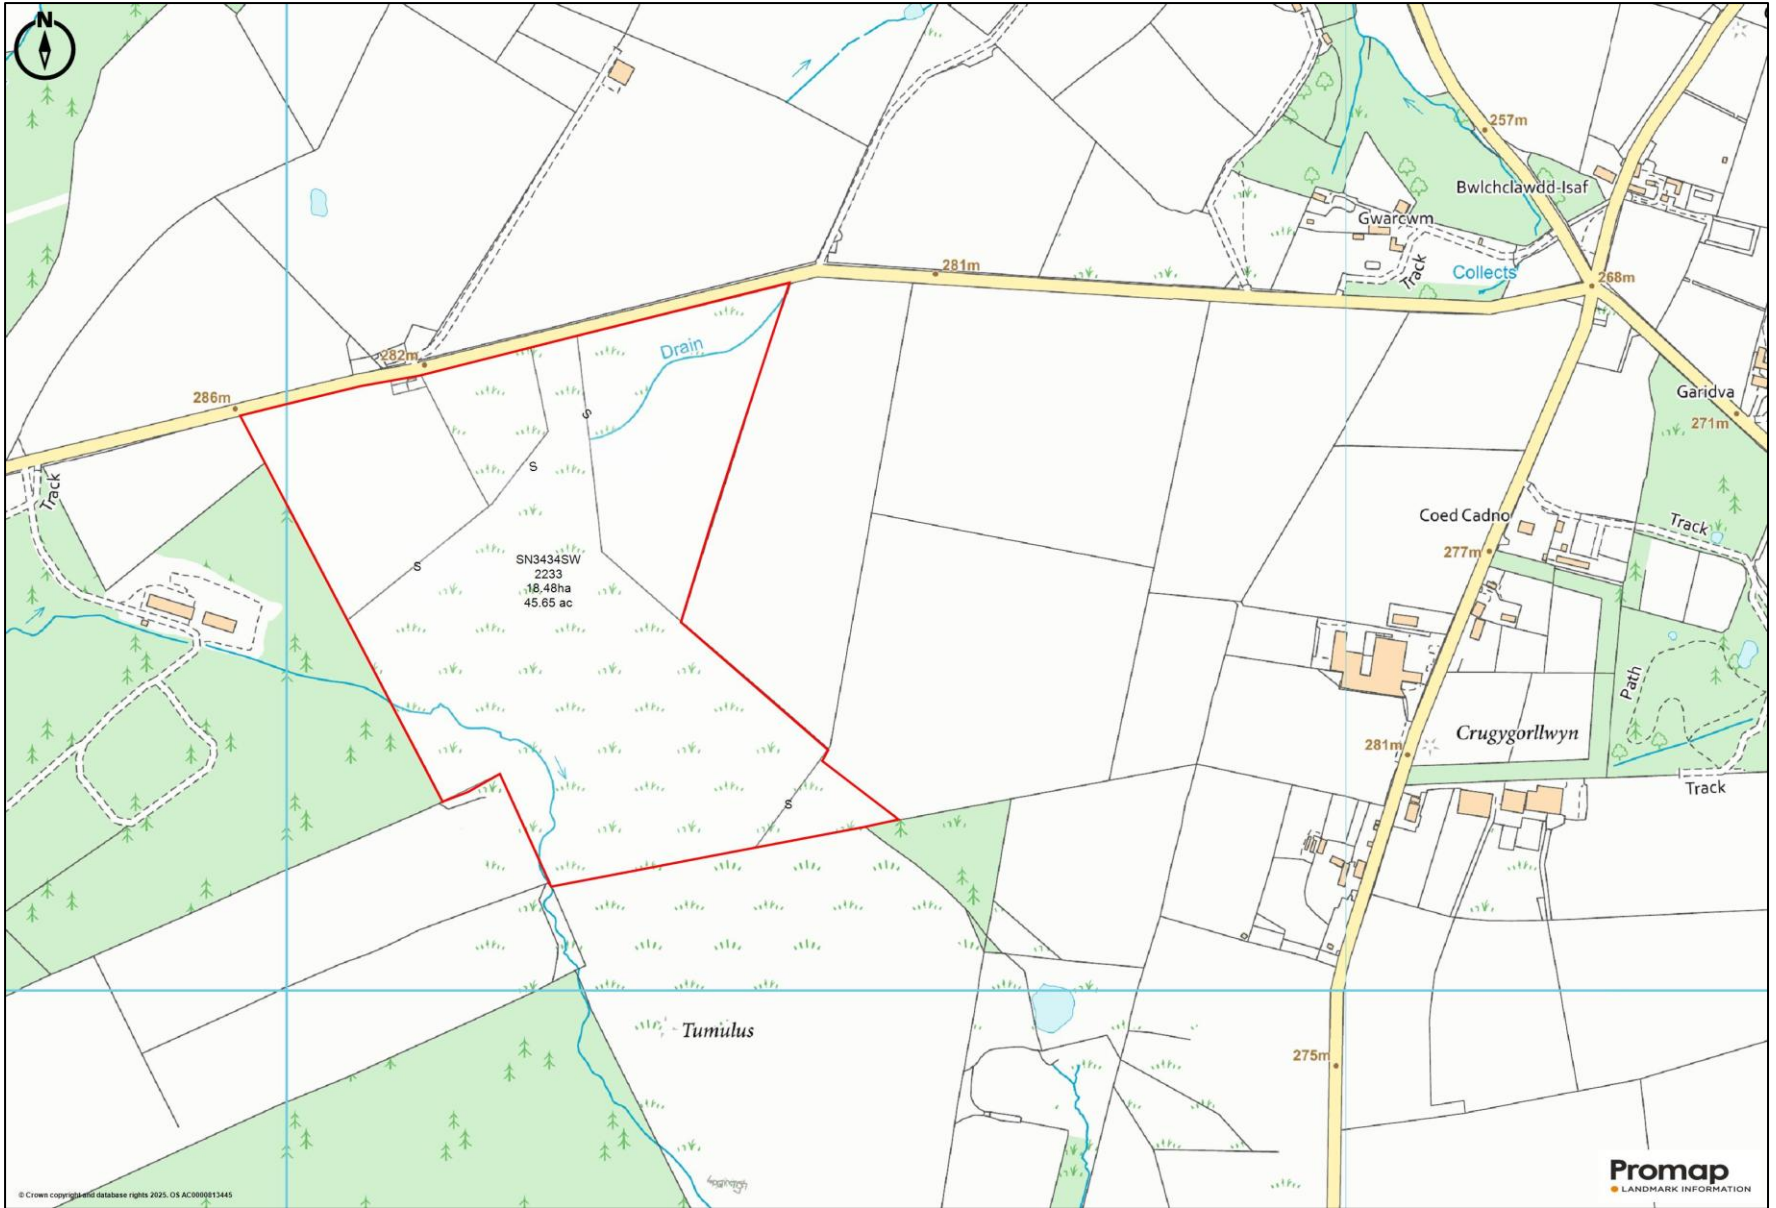 N
257m
Bwlchclawdd-Isaf
Gwarcwm
Track
Collects
281m
268m
Drain
282m
286m
S
S
S
Track
Garidva
271m
SN3434SW
2233
18.48ha
45.65 ac
Coed Cadno
277m
Track
Path
Crugygorllwyn
281m
Track
S
Tumulus
275m
Promap
LANDMARK INFORMATION
© Crown copyright and database rights 2025. OS AC0000813445